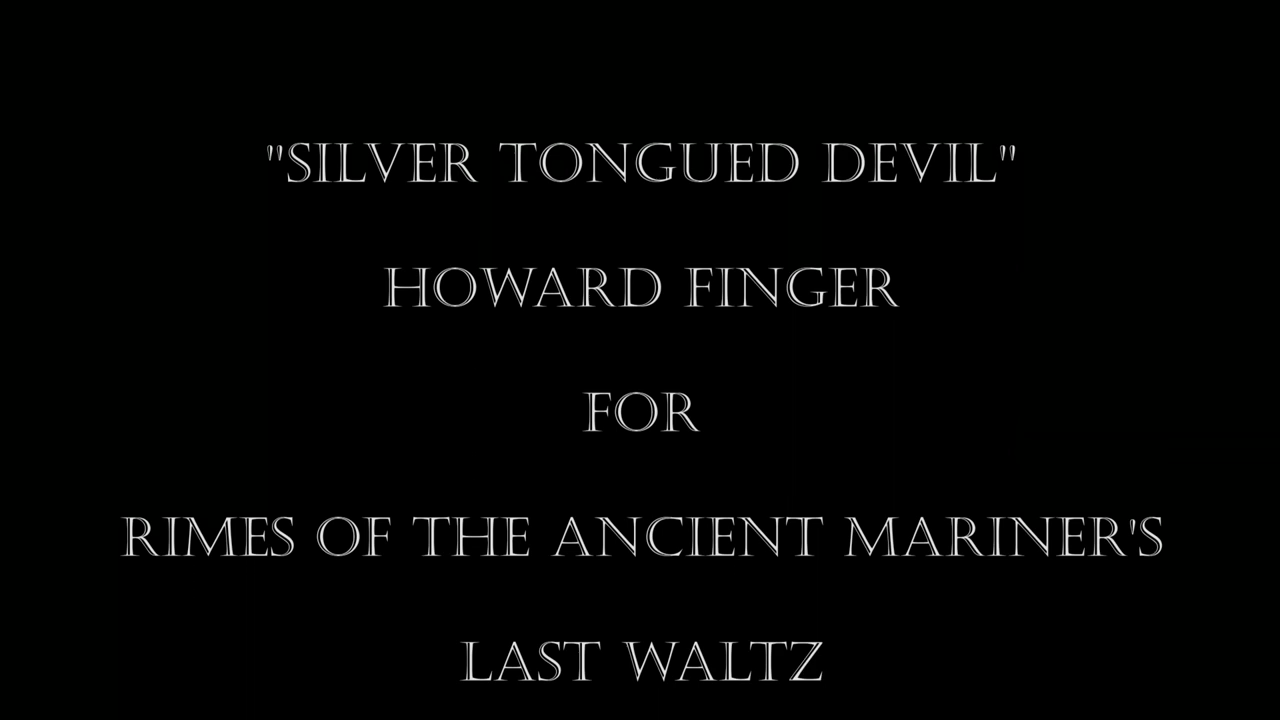 "SILVER TONGUED DEVIL"
HOWARD FINGER
FOR
RIMES OF THE ANCIENT MARINER'S
LAST WALTZ